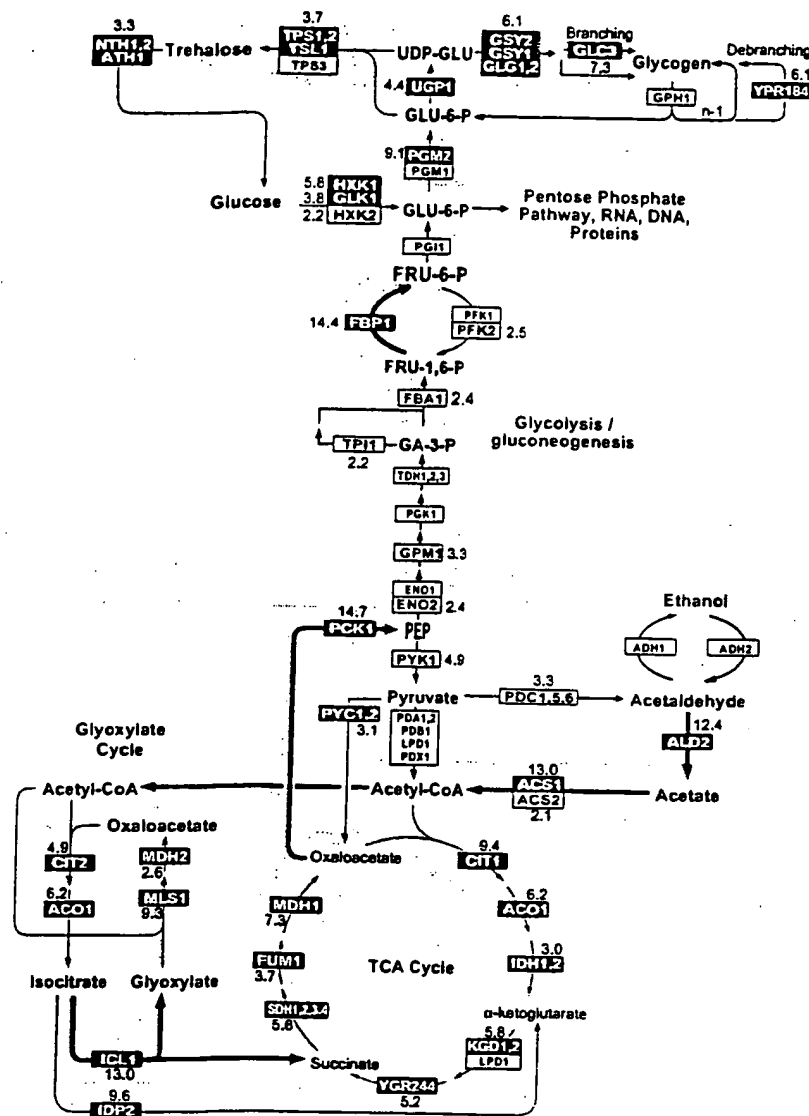 3.3
NTH1,2
ATH1
Trehalose
3.7
TPS1,2
TSL1
TPS3
UDP-GLU
6.1
GSY2
GSY1
GLG1,2
Branching
GLC3
7.3
Glycogen
Debranching
6.1
YPR184
GPH1
n-1
4.4 UGP1
GLU-6-P
9.1 PGM2
PGM1
Glucose
5.8 HXK1
3.8 GLK1
2.2 HXK2
GLU-6-P
Pentose Phosphate
Pathway, RNA, DNA,
Proteins
PGI1
FRU-6-P
14.4 FBP1
PFK1
PFK2 2.5
FRU-1,6-P
FBA1 2.4
Glycolysis /
gluconeogenesis
TPI1
2.2
GA-3-P
TDH1,2,3
PGK1
GPM1 3.3
ENO1
ENO2 2.4
14.7
PCK1
PEP
PYK1 4.9
Ethanol
ADH1
ADH2
Pyruvate
3.3
PDC1,5,6
Acetaldehyde
PYC1,2
3.1
PDA1,2
PDB1
LPD1
PDX1
12.4
ALD2
Glyoxylate
Cycle
Acetyl-CoA
Acetyl-CoA
13.0
ACS1
ACS2
2.1
Acetate
Oxaloacetate
4.9
CIT2
MDH2
2.6
Oxaloacetate
9.4
CIT1
6.2
ACO1
MLS1
9.3
MDH1
7.3
6.2
ACO1
FUM1
3.7
TCA Cycle
3.0
IDH1,2
Isocitrate
Glyoxylate
SDH1,2,3,4
5.8
α-ketoglutarate
5.8
KGD1,2
LPD1
ICL1
13.0
Succinate
YGR244
5.2
9.6
IDP2